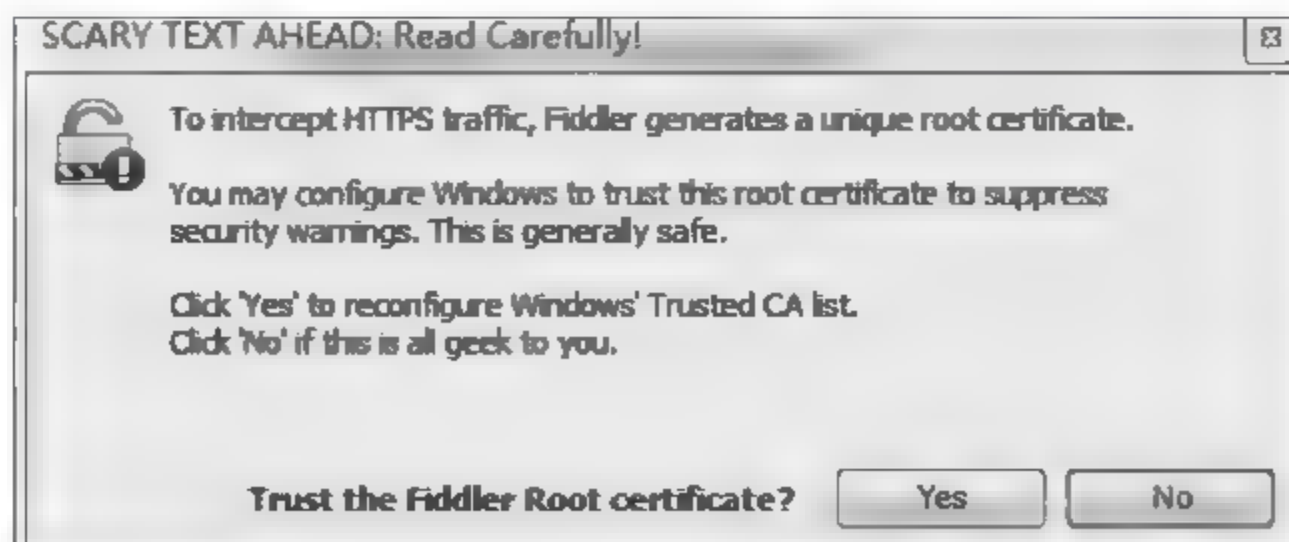 SCARY TEXT AHEAD: Read Carefully!
To intercept HTTPS traffic, Fiddler generates a unique root certificate.
You may configure Windows to trust this root certificate to suppress
security warnings. This is generally safe.
Click 'Yes' to reconfigure Windows' Trusted CA list.
Click 'No' if this is all geek to you.
Trust the Fiddler Root certificate? Yes No